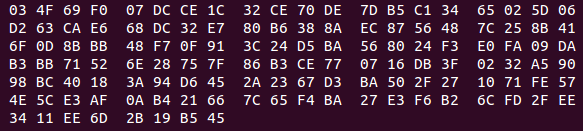 03 4F 69 F0 07 DC CE 1C 32 CE 70 DE 7D B5 C1 34 65 02 5D 06
D2 63 CA E6 68 DC 32 E7 80 B6 38 8A EC 87 56 48 7C 25 8B 41
6F 0D 8B BB 48 F7 0F 91 3C 24 D5 BA 56 80 24 F3 E0 FA 09 DA
B3 BB 71 52 6E 28 75 7F 86 B3 CE 77 07 16 DB 3F 02 32 A5 90
98 BC 40 18 3A 94 D6 45 2A 23 67 D3 BA 50 2F 27 10 71 FE 57
4E 5C E3 AF 0A B4 21 66 7C 65 F4 BA 27 E3 F6 B2 6C FD 2F EE
34 11 EE 6D 2B 19 B5 45